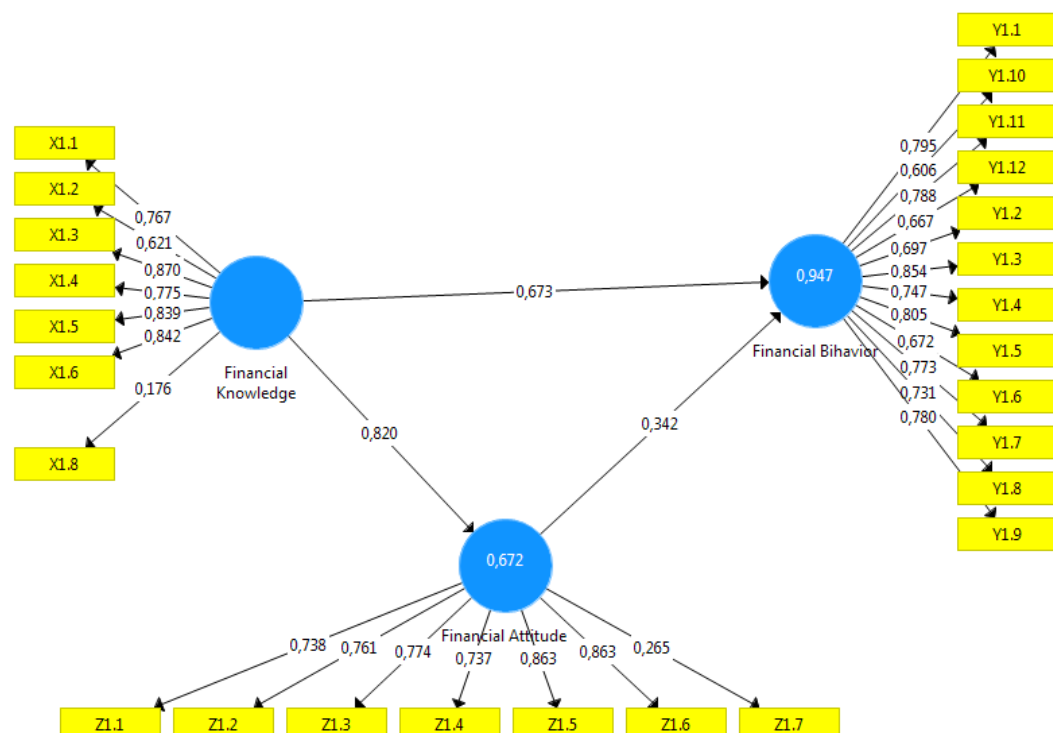 X1.1
X1.2
X1.3
X1.4
X1.5
X1.6
X1.8
0,767
0,621
0,870
0,775
0,839
0,842
0,176
Financial
Knowledge
0,673
0,820
0,342
0,947
Financial Bihavior
0,795
0,606
0,788
0,667
0,697
0,854
0,747
0,805
0,672
0,773
0,731
0,780
Y1.1
Y1.10
Y1.11
Y1.12
Y1.2
Y1.3
Y1.4
Y1.5
Y1.6
Y1.7
Y1.8
Y1.9
0,672
Financial Attitude
0,738
0,761
0,774
0,737
0,863
0,863
0,265
Z1.1
Z1.2
Z1.3
Z1.4
Z1.5
Z1.6
Z1.7